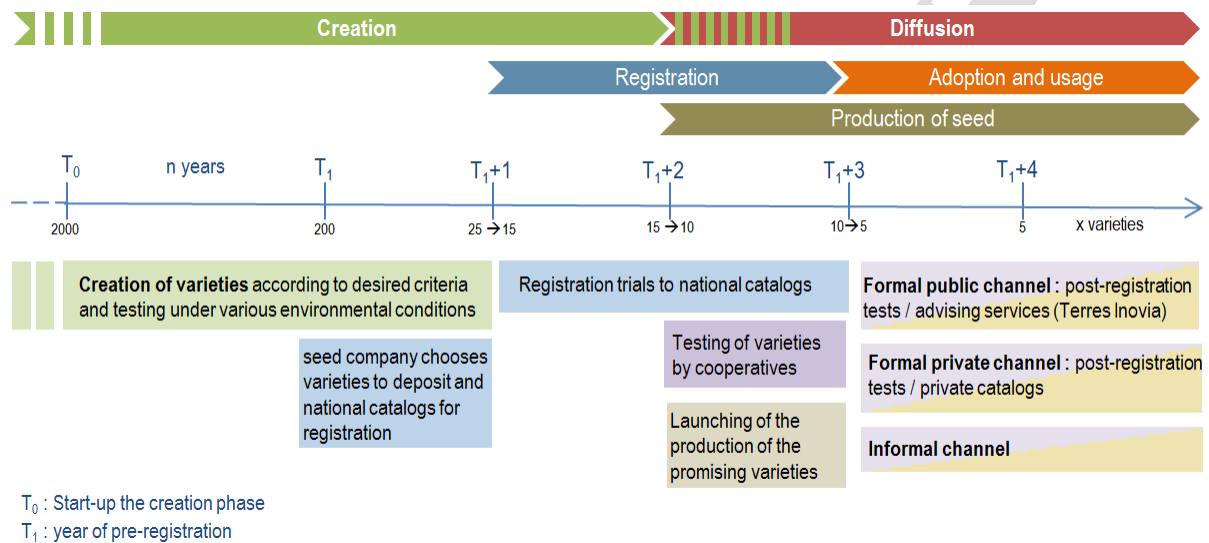 Creation
Diffusion
Registration
Adoption and usage
Production of seed
T0
n years
T1
T1+1
T1+2
T1+3
T1+4
2000
200
25 → 15
15 → 10
10 → 5
5
x varieties
Creation of varieties according to desired criteria
and testing under various environmental conditions
Registration trials to national catalogs
Formal public channel : post-registration
tests / advising services (Terres Inovia)
seed company chooses
varieties to deposit and
national catalogs for
registration
Testing of varieties
by cooperatives
Formal private channel : post-registration
tests / private catalogs
Launching of the
production of the
promising varieties
Informal channel
T0 : Start-up the creation phase
T1 : year of pre-registration